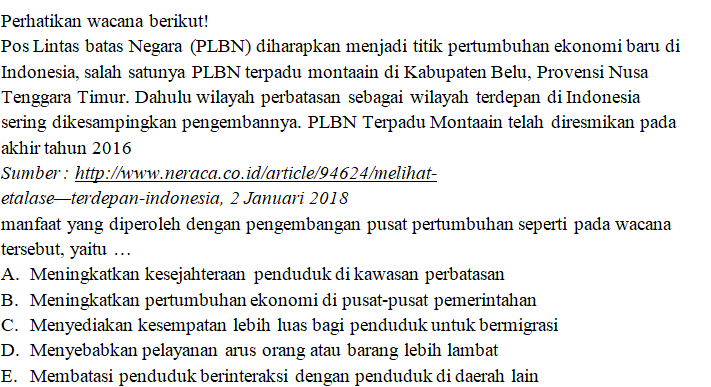 Perhatikan wacana berikut!
Pos Lintas batas Negara (PLBN) diharapkan menjadi titik pertumbuhan ekonomi baru di
Indonesia, salah satunya PLBN terpadu montaain di Kabupaten Belu, Provensi Nusa
Tenggara Timur. Dahulu wilayah perbatasan sebagai wilayah terdepan di Indonesia
sering dikesampingkan pengembannya. PLBN Terpadu Montaain telah diresmikan pada
akhir tahun 2016
Sumber : http://www.neraca.co.id/article/94624/melihat-
etalase—terdepan-indonesia, 2 Januari 2018
manfaat yang diperoleh dengan pengembangan pusat pertumbuhan seperti pada wacana
tersebut, yaitu …
A. Meningkatkan kesejahteraan penduduk di kawasan perbatasan
B. Meningkatkan pertumbuhan ekonomi di pusat-pusat pemerintahan
C. Menyediakan kesempatan lebih luas bagi penduduk untuk bermigrasi
D. Menyebabkan pelayanan arus orang atau barang lebih lambat
E. Membatasi penduduk berinteraksi dengan penduduk di daerah lain